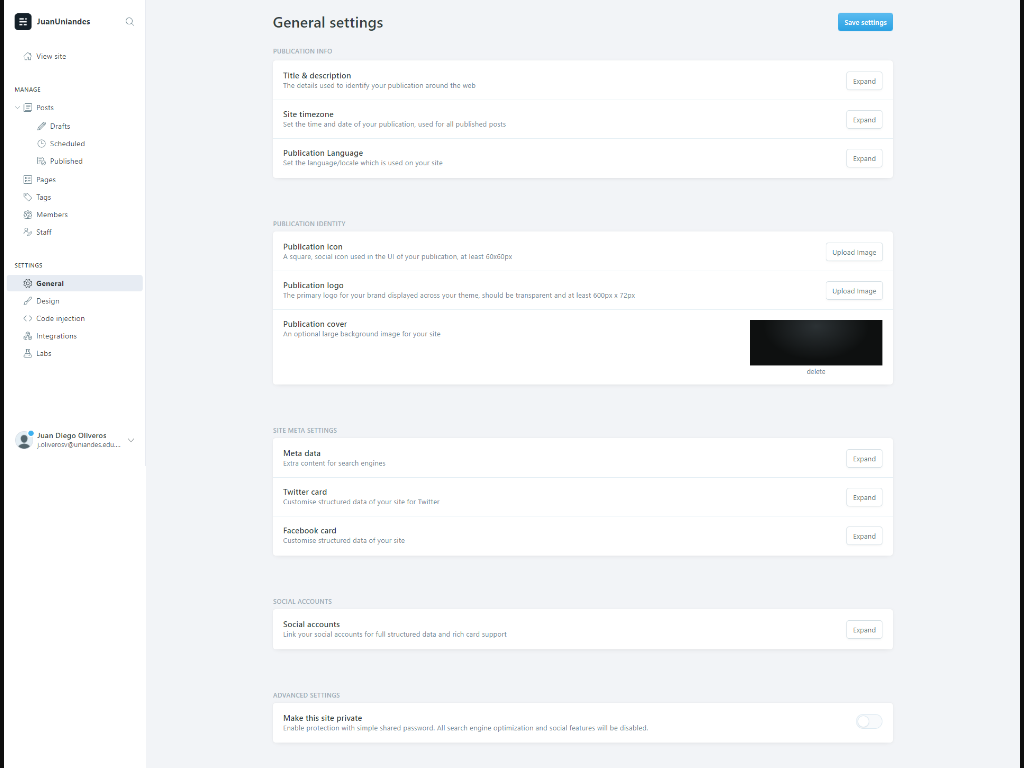 JuanUniandes
View site
MANAGE
Posts
Drafts
Scheduled
Published
Pages
Tags
Members
Staff
SETTINGS
General
Design
Code injection
Integrations
Labs
Juan Diego Oliveros
j.oliverosv@uniandes.edu....
General settings
Save settings
PUBLICATION INFO
Title & description
The details used to identify your publication around the web
Expand
Site timezone
Set the time and date of your publication, used for all published posts
Expand
Publication Language
Set the language/locale which is used on your site
Expand
PUBLICATION IDENTITY
Publication icon
A square, social icon used in the UI of your publication, at least 60x60px
Upload image
Publication logo
The primary logo for your brand displayed across your theme, should be transparent and at least 600px x 72px
Upload image
Publication cover
An optional large background image for your site
delete
SITE META SETTINGS
Meta data
Extra content for search engines
Expand
Twitter card
Customise structured data of your site for Twitter
Expand
Facebook card
Customise structured data of your site
Expand
SOCIAL ACCOUNTS
Social accounts
Link your social accounts for full structured data and rich card support
Expand
ADVANCED SETTINGS
Make this site private
Enable protection with simple shared password. All search engine optimization and social features will be disabled.